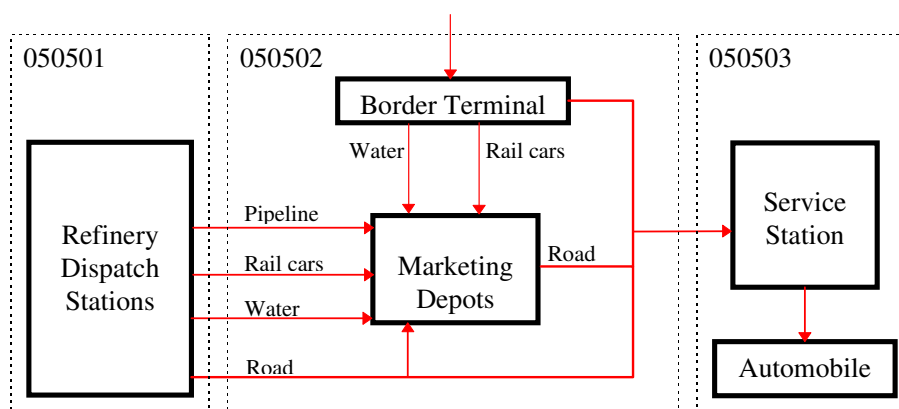 050501
050502
050503
Border Terminal
Water
Rail cars
Pipeline
Refinery
Dispatch
Stations
Rail cars
Water
Road
Marketing
Depots
Road
Service
Station
Automobile